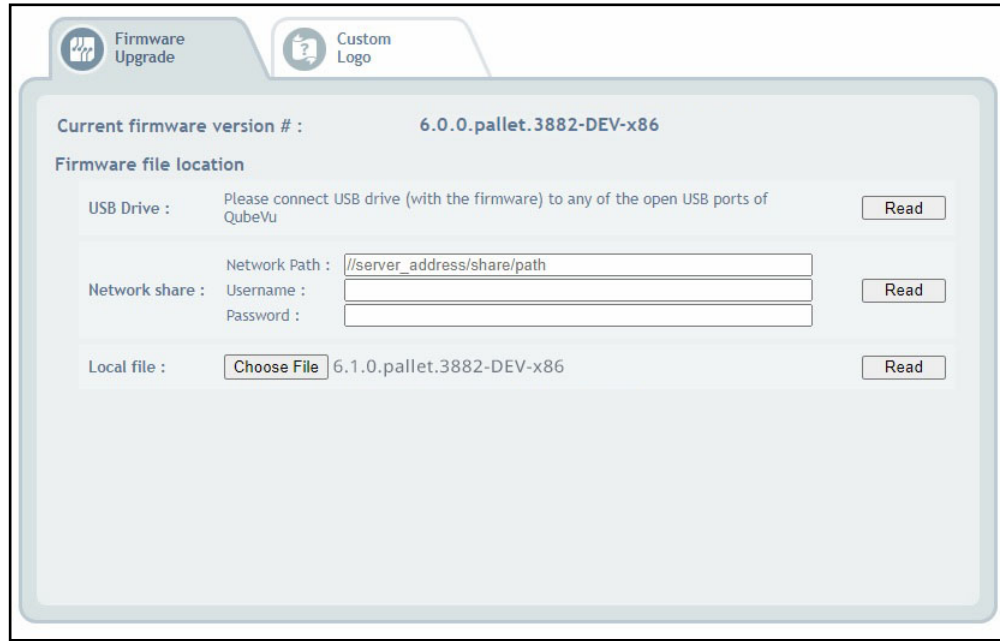 Firmware
Upgrade
Custom
Logo
Current firmware version # : 6.0.0.pallet.3882-DEV-x86
Firmware file location
USB Drive : Please connect USB drive (with the firmware) to any of the open USB ports of
QubeVu
Read
Network Path : //server_address/share/path
Network share : Username : Read
Password :
Local file : Choose File 6.1.0.pallet.3882-DEV-x86 Read